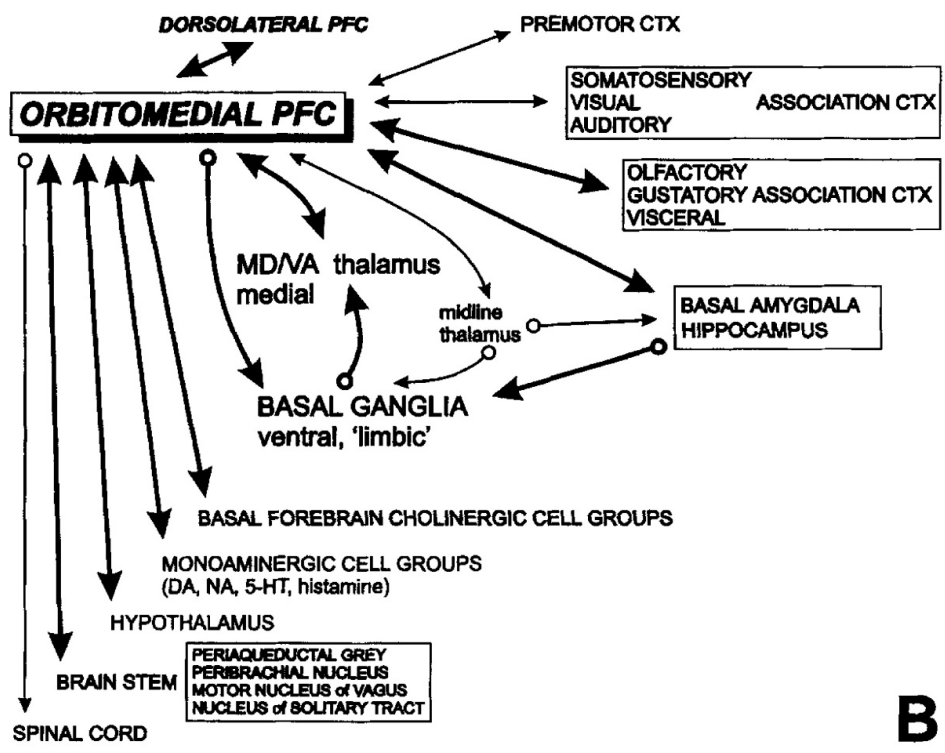 DORSOLATERAL PFC
PREMOTOR CTX
ORBITOMEDIAL PFC
SOMATOSENSORY
VISUAL ASSOCIATION CTX
AUDITORY
OLFACTORY
GUSTATORY ASSOCIATION CTX
VISCERAL
MD/VA thalamus
medial
midline
thalamus
BASAL AMYGDALA
HIPPOCAMPUS
BASAL GANGLIA
ventral, 'limbic'
BASAL FOREBRAIN CHOLINERGIC CELL GROUPS
MONOAMINERGIC CELL GROUPS
(DA, NA, 5-HT, histamine)
HYPOTHALAMUS
BRAIN STEM
PERIAQUEDUCTAL GREY
PERIBRACHIAL NUCLEUS
MOTOR NUCLEUS of VAGUS
NUCLEUS of SOLITARY TRACT
SPINAL CORD
B